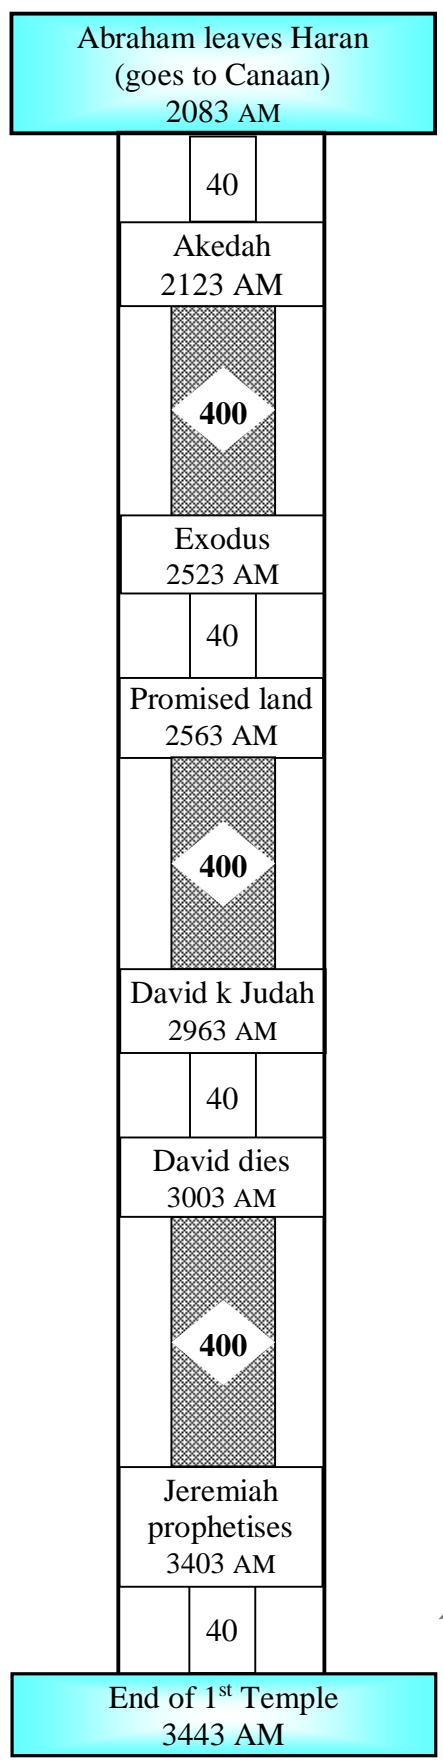 Abraham leaves Haran
(goes to Canaan)
2083 AM
40
Akedah
2123 AM
400
Exodus
2523 AM
40
Promised land
2563 AM
400
David k Judah
2963 AM
40
David dies
3003 AM
400
Jeremiah
prophetises
3403 AM
40
End of 1st Temple
3443 AM